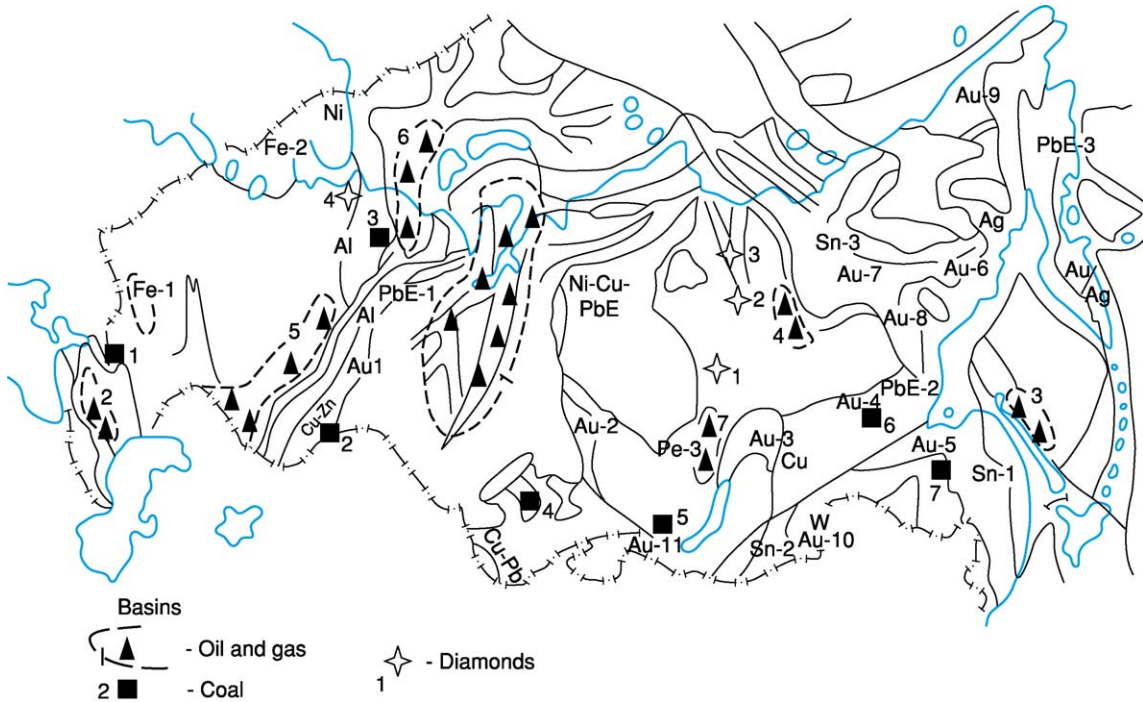 Au-9
Ni
6
Fe-2
PbE-3
4
3
Al
Ag
Sn-3
3
Au-7
Au-6
Au/
Ag
Fe-1
PbE-1
Ni-Cu-
PbE
2
Al
5
4
Au-8
1
1
Au1
1
PbE-2
2
3
Au-4
Cu-Zn
2
Au-2
7
Au-3
6
Pe-3
Cu
Au-5
Sn-1
7
4
5
W
Cu-Pb
Au-11
Sn-2
Au-10
Basins
1
- Oil and gas
1
- Diamonds
2
- Coal